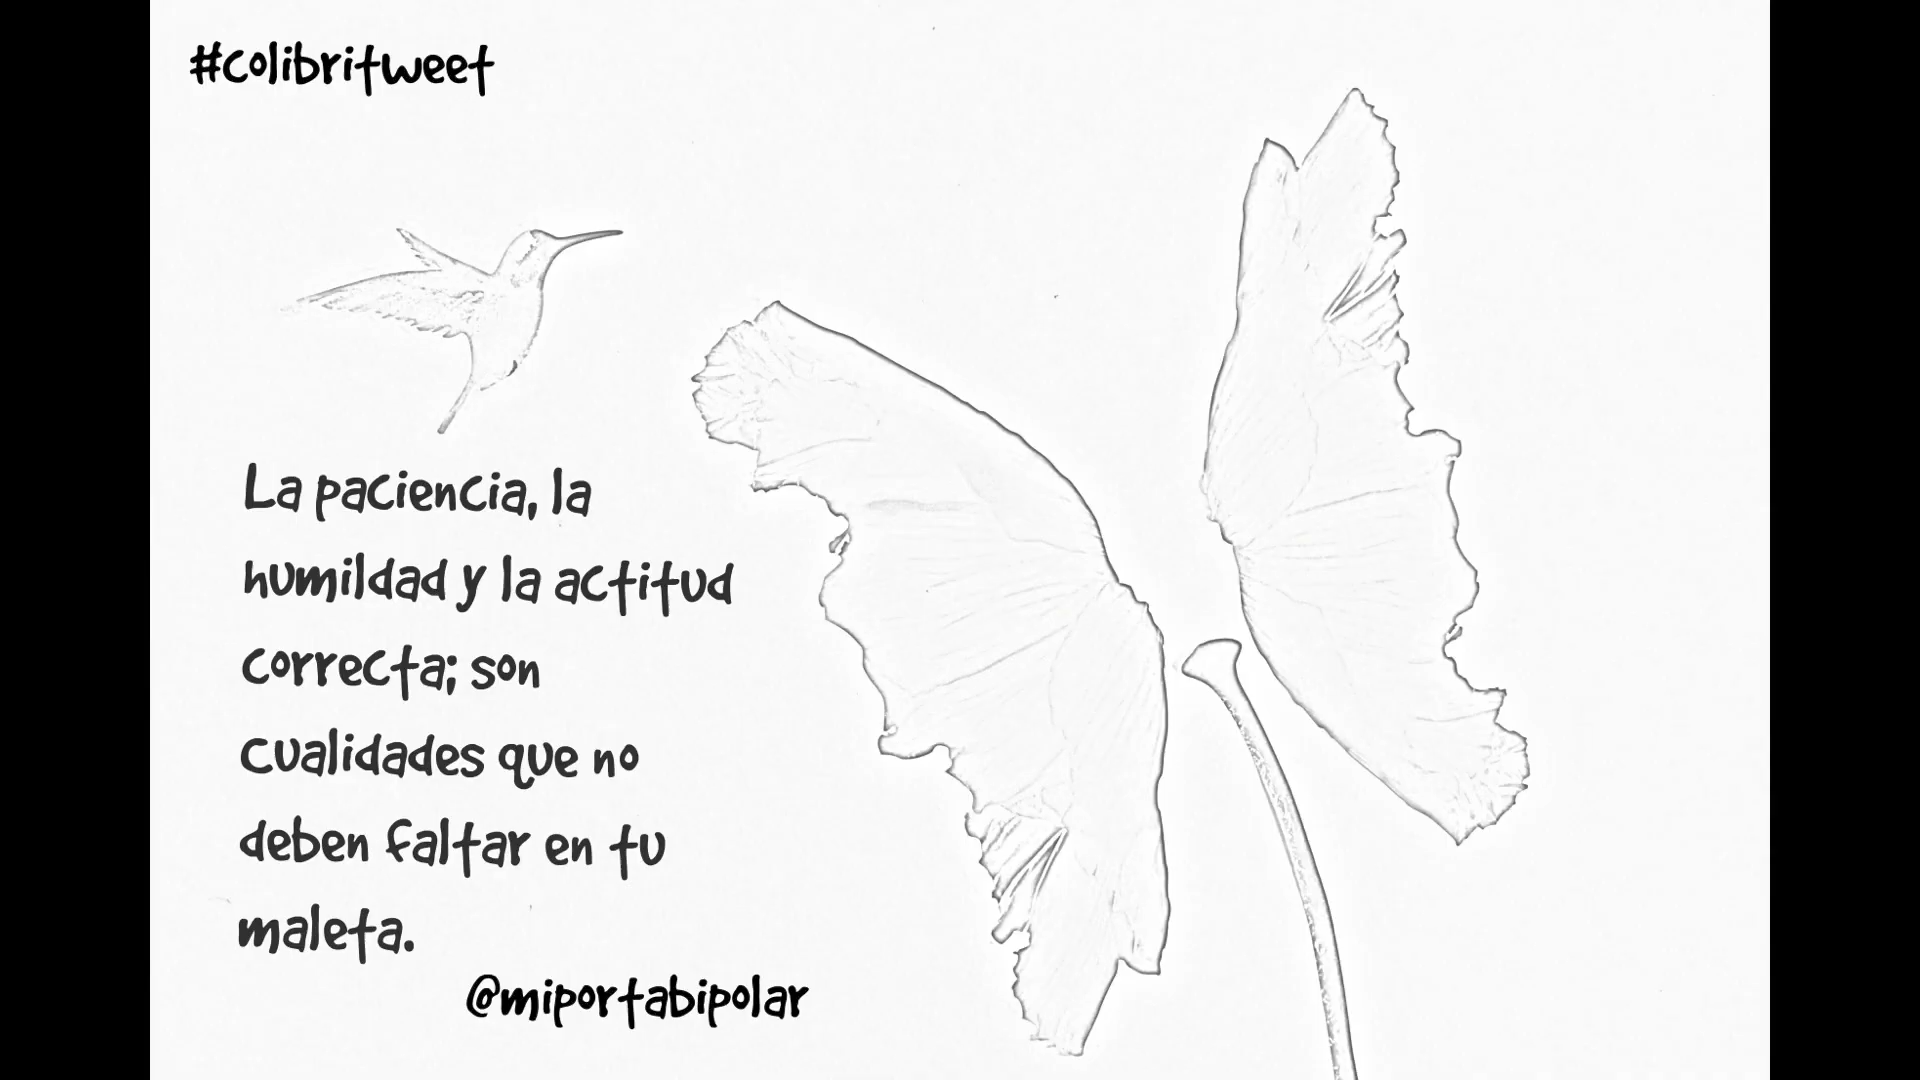 #colibritweet
La paciencia, la
humildad y la actitud
correcta; son
cualidades que no
deben faltar en tu
maleta.
@miportabipolar